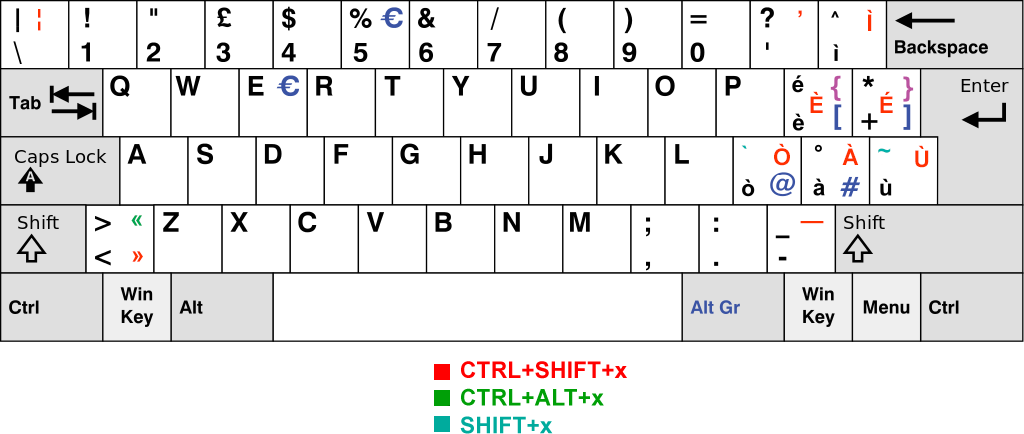 | ¦ ! " £ $ % € & / ( ) = ? ’ ^ Ì
\ 1 2 3 4 5 6 7 8 9 0 ' ì Backspace
Tab Q W E € R T Y U I O P é È { * É } Enter
è [ + ]
Caps Lock A S D F G H J K L ` Ò ° À ~ Ù
A ò @ à # ù
Shift > « Z X C V B N M ; : _ — Shift
< » , . -
Ctrl Win Key Alt Alt Gr Win Key Menu Ctrl
CTRL+SHIFT+x
CTRL+ALT+x
SHIFT+x